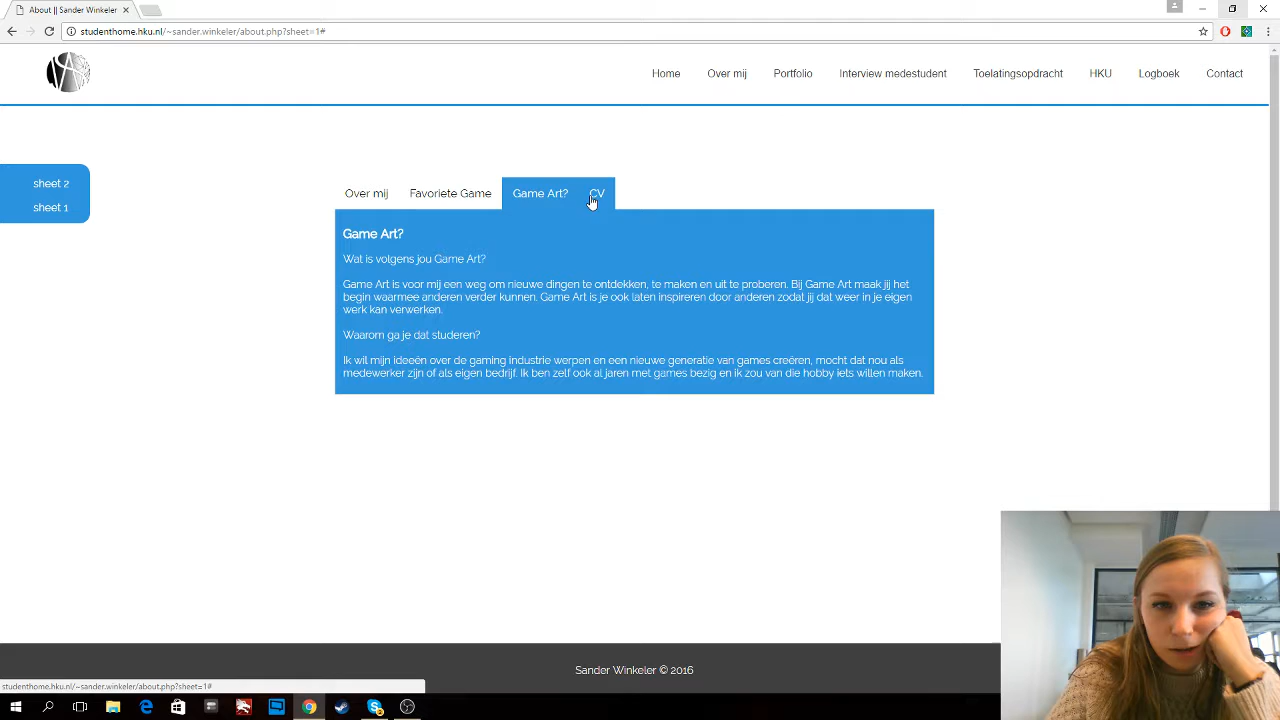 About || Sander Winkeler
studenthome.hku.nl/~sander.winkeler/about.php?sheet=1#
Home Over mij Portfolio Interview medestudent Toelatingsopdracht HKU Logboek Contact
sheet 2
sheet 1
Over mij Favoriete Game Game Art? CV
Game Art?
Wat is volgens jou Game Art?
Game Art is voor mij een weg om nieuwe dingen te ontdekken, te maken en uit te proberen. Bij Game Art maak jij het
begin waarmee anderen verder kunnen. Game Art is je ook laten inspireren door anderen zodat jij dat weer in je eigen
werk kan verwerken.
Waarom ga je dat studeren?
Ik wil mijn ideeën over de gaming industrie werpen en een nieuwe generatie van games creëren, mocht dat nou als
medewerker zijn of als eigen bedrijf. Ik ben zelf ook al jaren met games bezig en ik zou van die hobby iets willen maken.
Sander Winkeler © 2016
studenthome.hku.nl/~sander.winkeler/about.php?sheet=1#